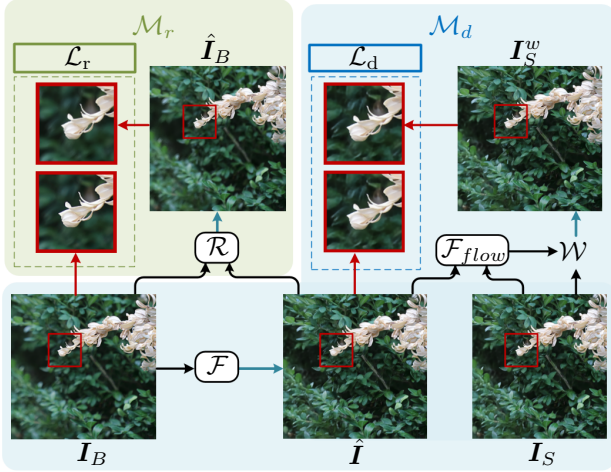 𝓜_r
𝓜_d
𝓛_r
Î_B
𝓛_d
I_S^w
𝓡
𝓕_flow
𝓦
𝓕
I_B
Î
I_S